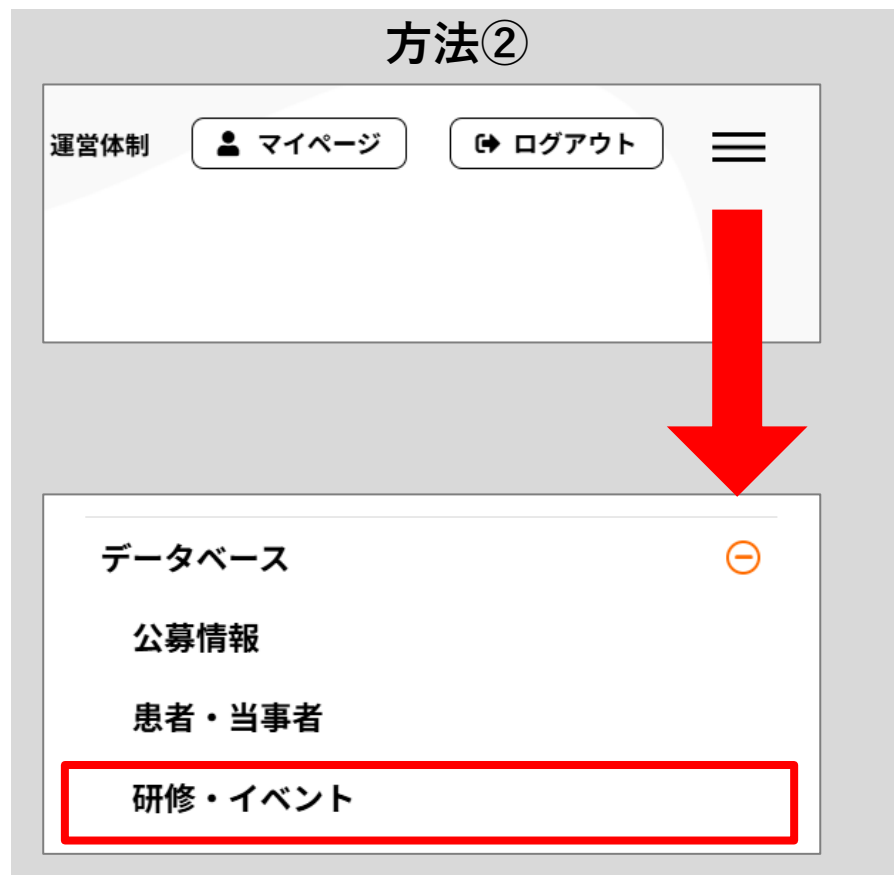 方法②
運営体制 マイページ ログアウト
データベース
公募情報
患者・当事者
研修・イベント